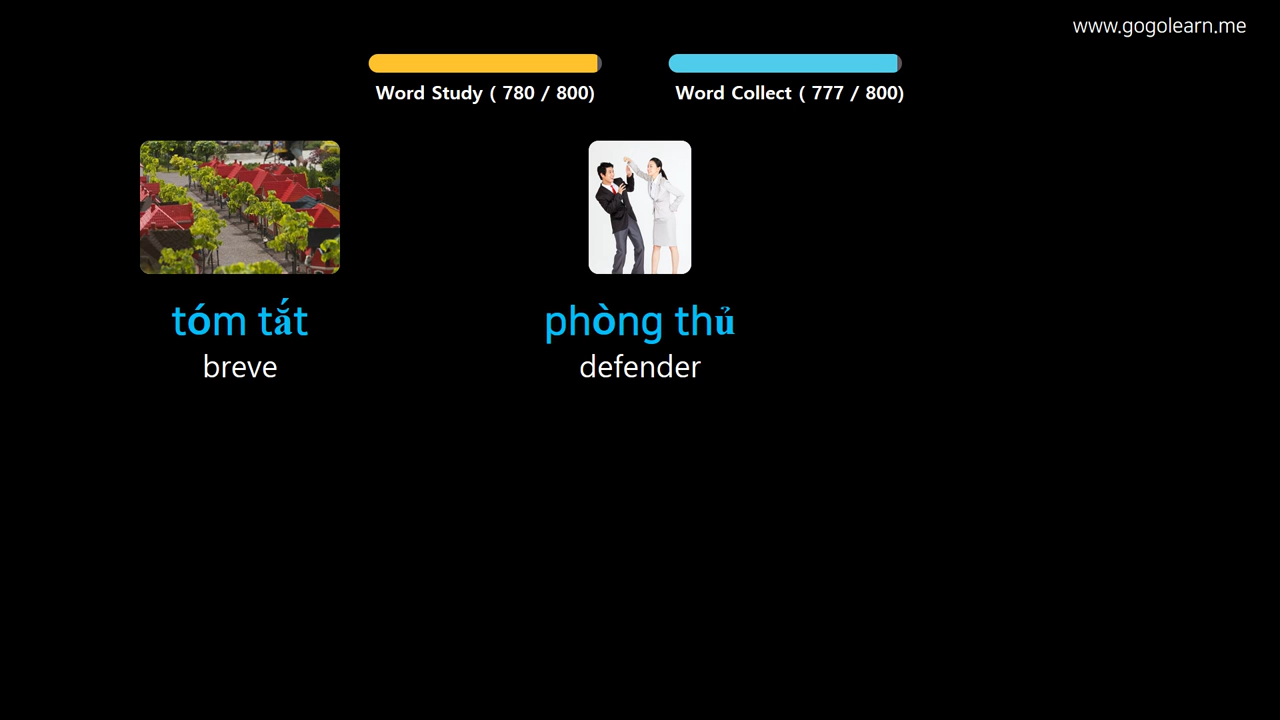 www.gogolearn.me
Word Study ( 780 / 800)
Word Collect ( 777 / 800)
tóm tắt
breve
phòng thủ
defender